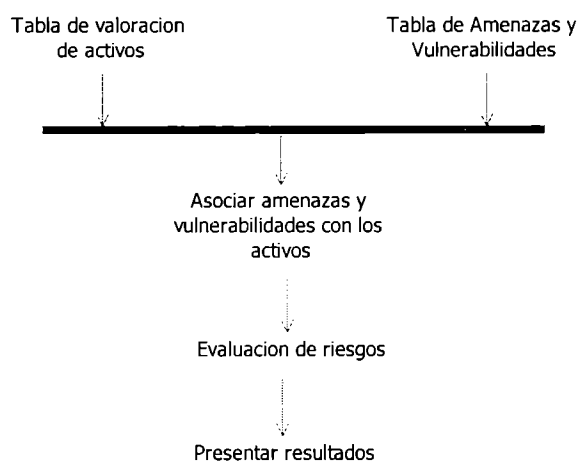 Tabla de valoracion
de activos
Tabla de Amenazas y
Vulnerabilidades
Asociar amenazas y
vulnerabilidades con los
activos
Evaluacion de riesgos
Presentar resultados